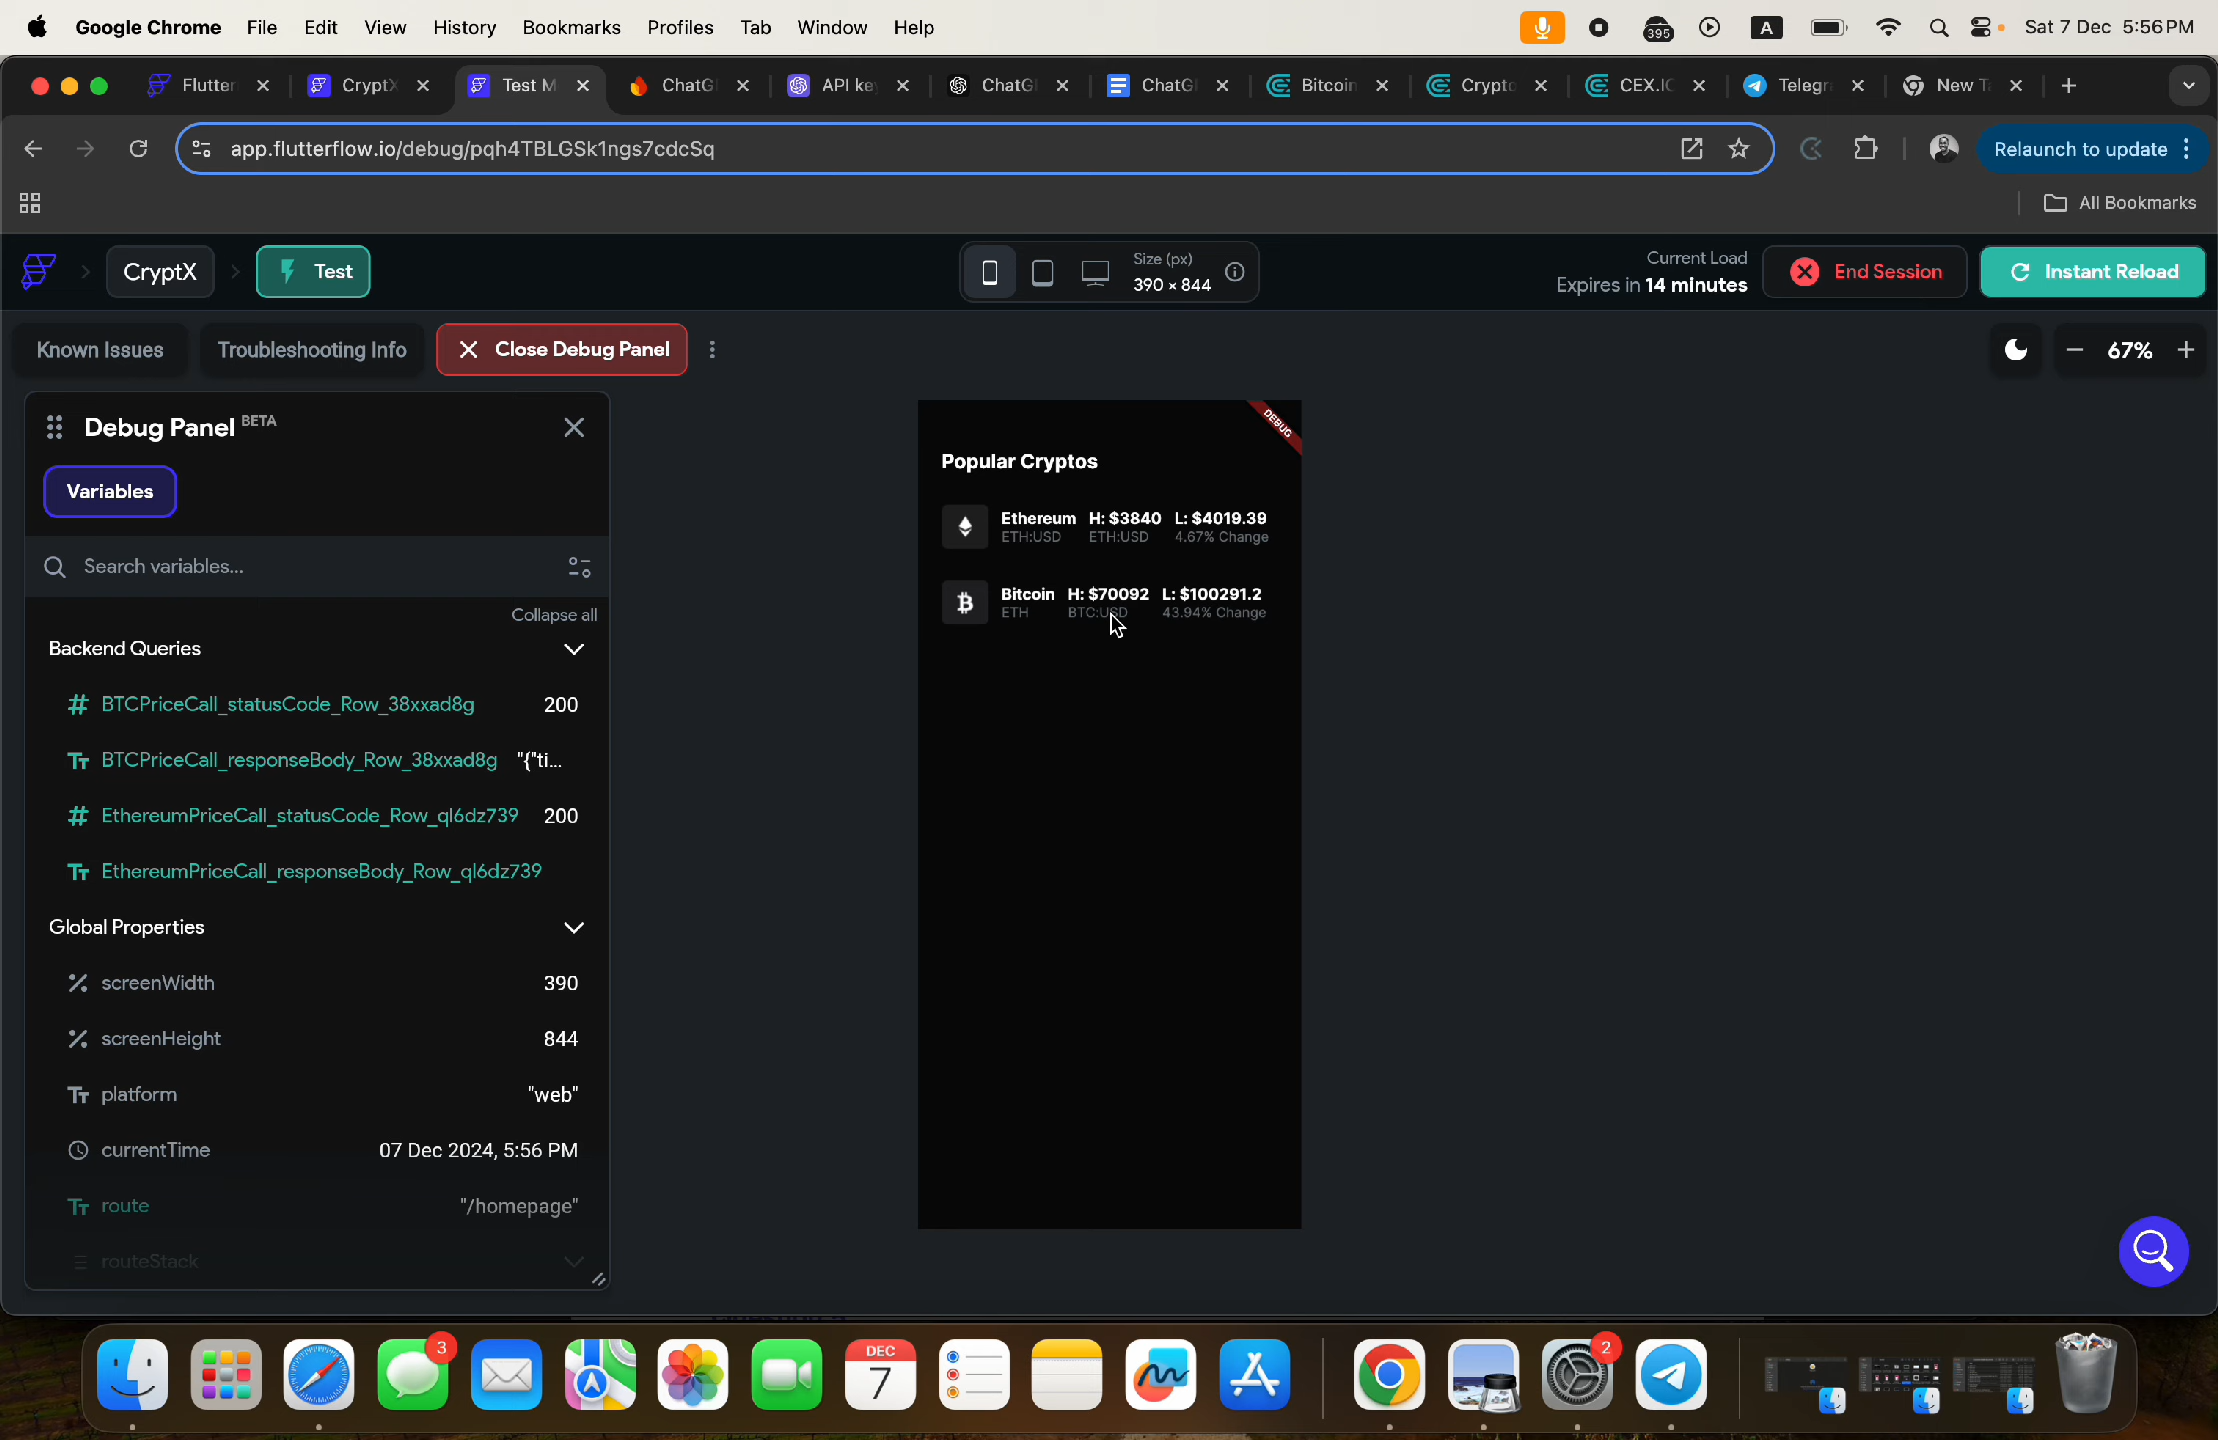 Google Chrome File Edit View History Bookmarks Profiles Tab Window Help 395 A Sat 7 Dec 5:56 PM
Flutter CryptX Test M ChatG API key ChatG ChatG Bitcoin Crypto CEX.IO Telegr New T
app.flutterflow.io/debug/pqh4TBLGSk1ngs7cdcSq Relaunch to update
All Bookmarks
CryptX Test Size (px) 390 × 844 Current Load Expires in 14 minutes End Session Instant Reload
Known Issues Troubleshooting Info Close Debug Panel 67%
Debug Panel BETA
Variables
Search variables...
Collapse all
Backend Queries
BTCPriceCall_statusCode_Row_38xxad8g 200
BTCPriceCall_responseBody_Row_38xxad8g "{"ti...
EthereumPriceCall_statusCode_Row_ql6dz739 200
EthereumPriceCall_responseBody_Row_ql6dz739
Global Properties
screenWidth 390
screenHeight 844
platform "web"
currentTime 07 Dec 2024, 5:56 PM
route "/homepage"
routeStack
DEBUG
Popular Cryptos
Ethereum H: $3840 L: $4019.39
ETH:USD ETH:USD 4.67% Change
Bitcoin H: $70092 L: $100291.2
ETH BTC:USD 43.94% Change
3
DEC
7
2